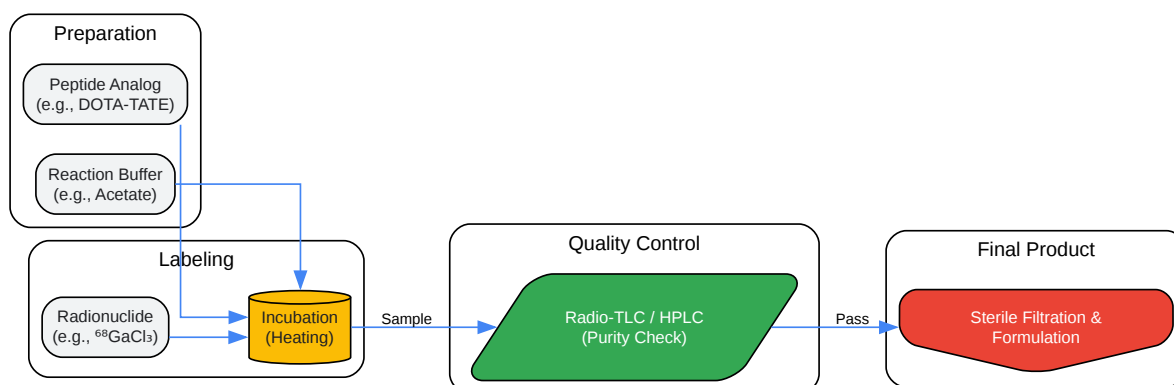 Preparation
Peptide Analog
(e.g., DOTA-TATE)
Reaction Buffer
(e.g., Acetate)
Labeling
Radionuclide
(e.g., ⁶⁸GaCl₃)
Incubation
(Heating)
Sample
Quality Control
Radio-TLC / HPLC
(Purity Check)
Pass
Final Product
Sterile Filtration &
Formulation